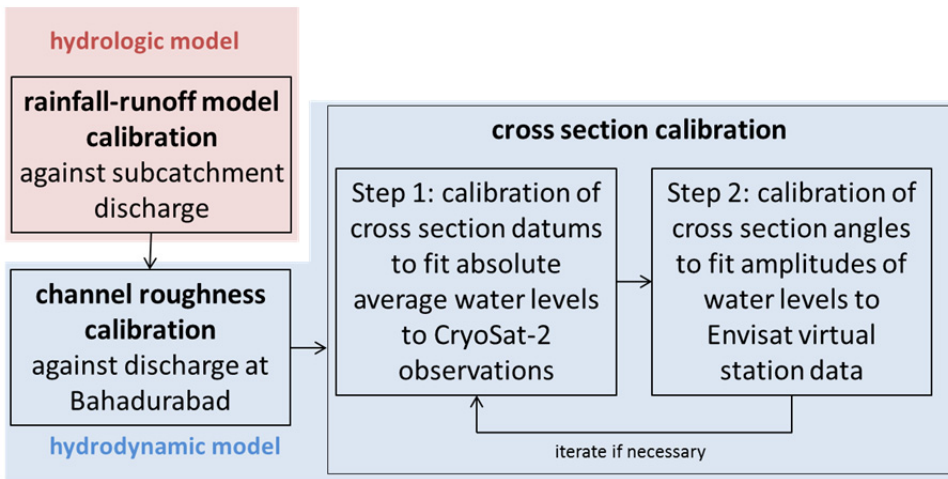 hydrologic model
rainfall-runoff model
calibration
against subcatchment
discharge
channel roughness
calibration
against discharge at
Bahadurabad
hydrodynamic model
cross section calibration
Step 1: calibration of
cross section datums
to fit absolute
average water levels
to CryoSat-2
observations
Step 2: calibration of
cross section angles
to fit amplitudes of
water levels to
Envisat virtual
station data
iterate if necessary